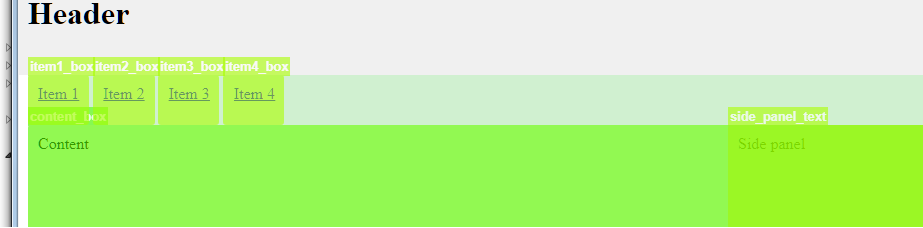 Header
item1_box item2_box item3_box item4_box
Item 1 Item 2 Item 3 Item 4
content_box side_panel_text
Content Side panel